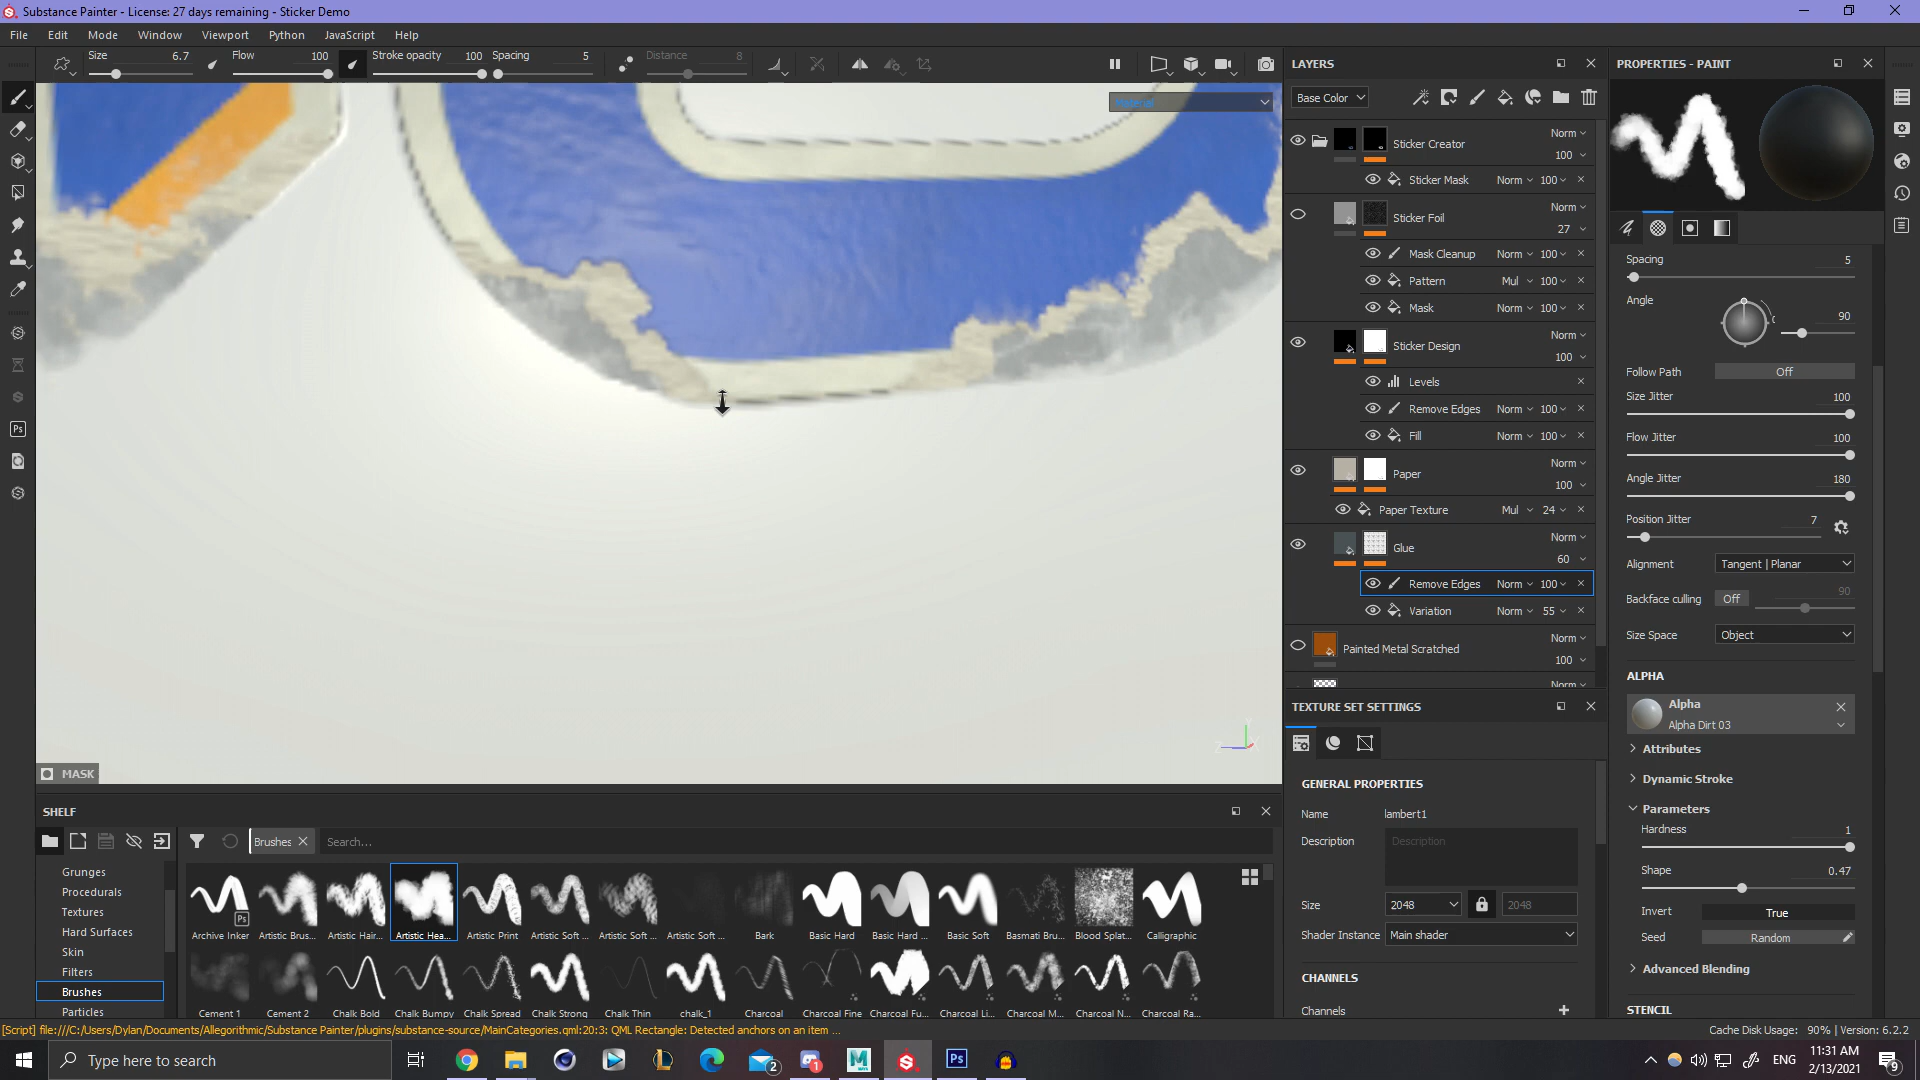 Substance Painter - License: 27 days remaining - Sticker Demo
File Edit Mode Window Viewport Python JavaScript Help
Size 6.7 Flow 100 Stroke opacity 100 Spacing 5 Distance 8
Material
LAYERS
Base Color
Norm
Sticker Creator
100
Sticker Mask Norm 100
Norm
Sticker Foil
27
Mask Cleanup Norm 100
Pattern Mul 100
Mask Norm 100
Norm
Sticker Design
100
Levels
Remove Edges Norm 100
Fill Norm 100
Norm
Paper
100
Paper Texture Mul 24
Norm
Glue
60
Remove Edges Norm 100
Variation Norm 55
Norm
Painted Metal Scratched
100
Norm
TEXTURE SET SETTINGS
GENERAL PROPERTIES
Name lambert1
Description Description
Size 2048 2048
Shader Instance Main shader
CHANNELS
Channels
PROPERTIES - PAINT
Spacing 5
Angle
90
Follow Path Off
Size Jitter 100
Flow Jitter 100
Angle Jitter 180
Position Jitter 7
Alignment Tangent | Planar
Backface culling Off 90
Size Space Object
ALPHA
Alpha
Alpha Dirt 03
Attributes
Dynamic Stroke
Parameters
Hardness 1
Shape 0.47
Invert True
Seed Random
Advanced Blending
STENCIL
MASK
SHELF
Brushes Search...
Grunges
Procedurals
Textures
Hard Surfaces
Skin
Filters
Brushes
Particles
Ps
Archive Inker Artistic Brus... Artistic Hair... Artistic Hea... Artistic Print Artistic Soft ... Artistic Soft ... Artistic Soft ... Bark Basic Hard Basic Hard ... Basic Soft Basmati Bru... Blood Splat... Calligraphic
Cement 1 Cement 2 Chalk Bold Chalk Bumpy Chalk Spread Chalk Strong Chalk Thin chalk_1 Charcoal Charcoal Fine Charcoal Fu... Charcoal Li... Charcoal M... Charcoal N... Charcoal Ra...
[Script] file:///C:/Users/Dylan/Documents/Allegorithmic/Substance Painter/plugins/substance-source/MainCategories.qml:20:3: QML Rectangle: Detected anchors on an item ...
Cache Disk Usage: 90% | Version: 6.2.2
Type here to search
2
1
Ps
ENG
11:31 AM
2/13/2021
9